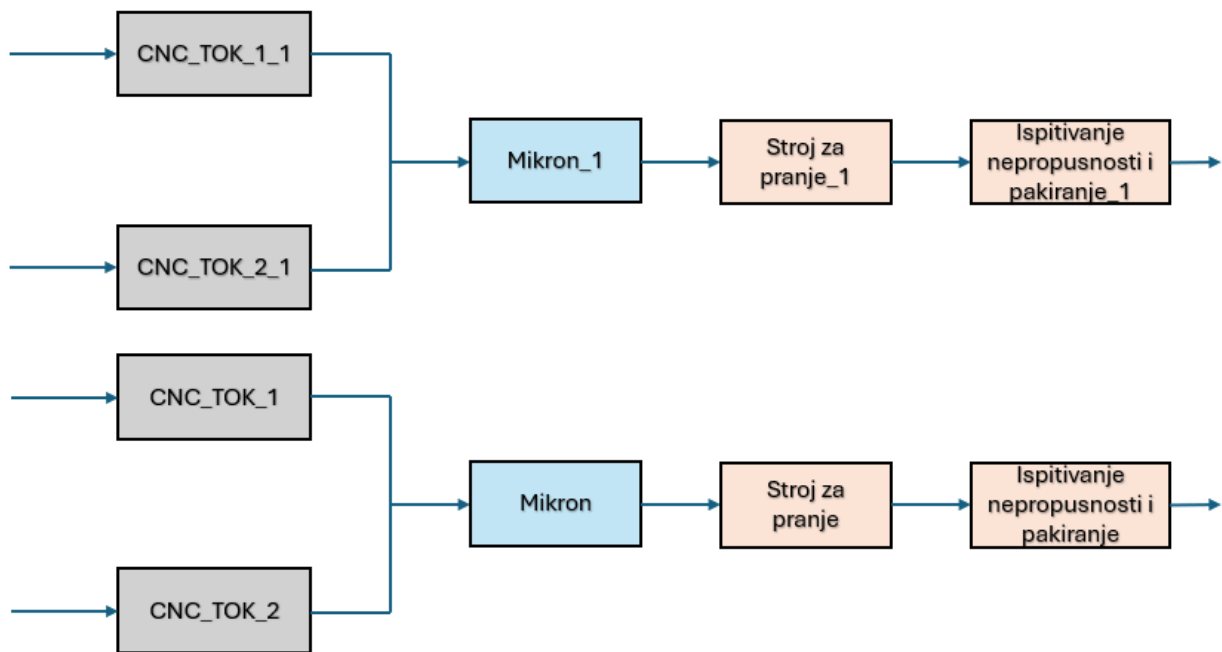 CNC_TOK_1_1
Mikron_1
Stroj za
pranje_1
Ispitivanje
nepropusnosti i
pakiranje_1
CNC_TOK_2_1
CNC_TOK_1
Mikron
Stroj za
pranje
Ispitivanje
nepropusnosti i
pakiranje
CNC_TOK_2